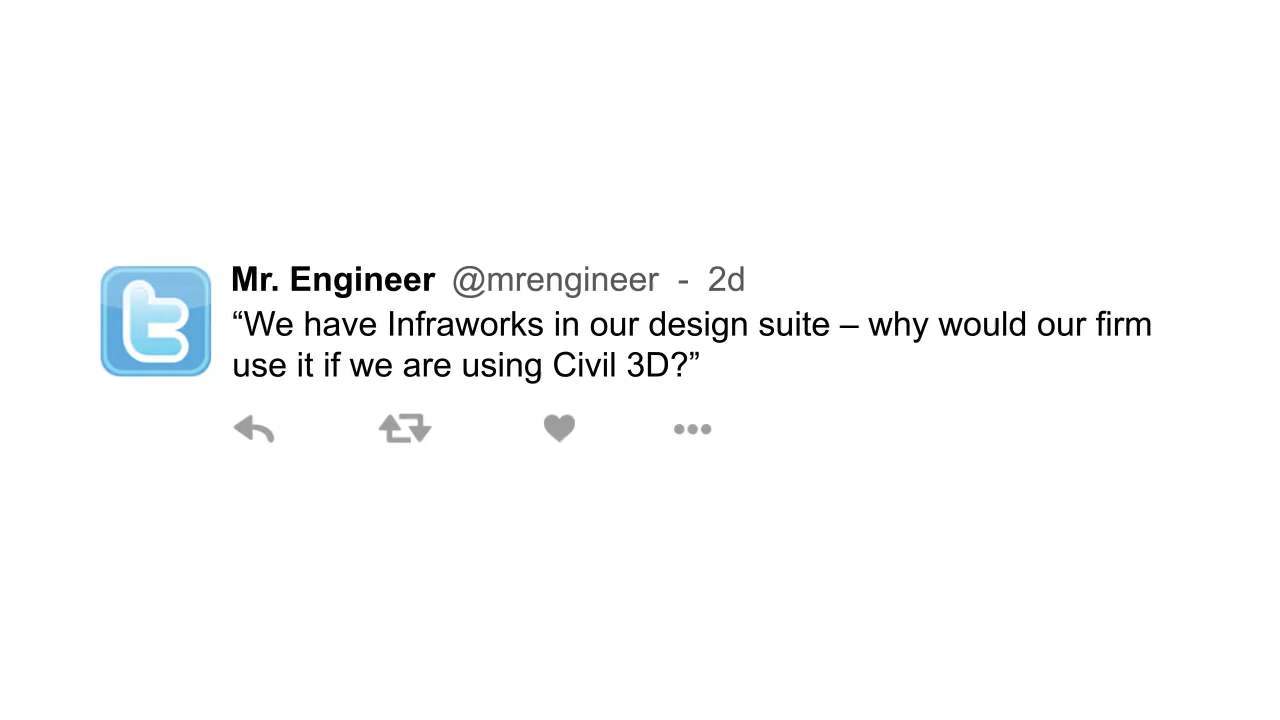 Mr. Engineer @mrengineer - 2d
“We have Infraworks in our design suite – why would our firm
use it if we are using Civil 3D?”